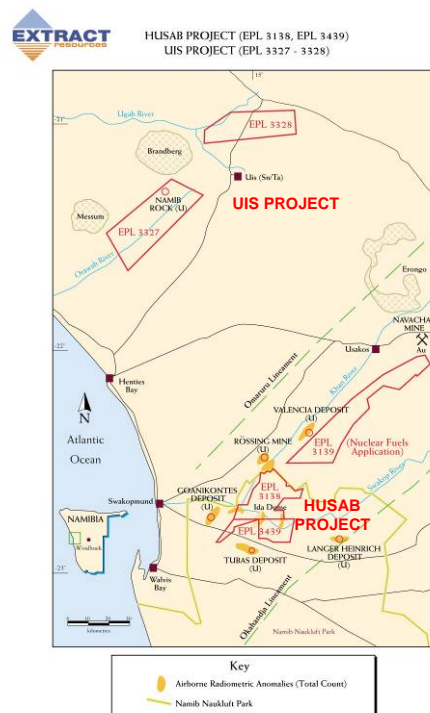 EXTRACT
resources
HUSAB PROJECT (EPL 3138, EPL 3439)
UIS PROJECT (EPL 3327 - 3328)
15°
Ugab River
21°
EPL 3328
Brandberg
Uis (Sn/Ta)
NAMIB
ROCK (U)
UIS PROJECT
Messum
EPL 3327
Orawab River
Erongo
NAVACHAB
MINE
Au
Usakos
22°
Omaruru Lineament
Khan River
Henties
Bay
N
VALENCIA DEPOSIT
(U)
EPL
3139
(Nuclear Fuels
Application)
Atlantic
Ocean
RÖSSING MINE
(U)
Swakop River
GOANIKONTES
DEPOSIT
(U)
EPL
3138
Ida Dome
HUSAB
PROJECT
Swakopmund
EPL 3439
NAMIBIA
Windhoek
TUBAS DEPOSIT
(U)
LANGER HEINRICH
DEPOSIT
(U)
23°
Walvis
Bay
Okahandja Lineament
Namib Naukluft Park
kilometres
Key
Airborne Radiometric Anomalies (Total Count)
Namib Naukluft Park